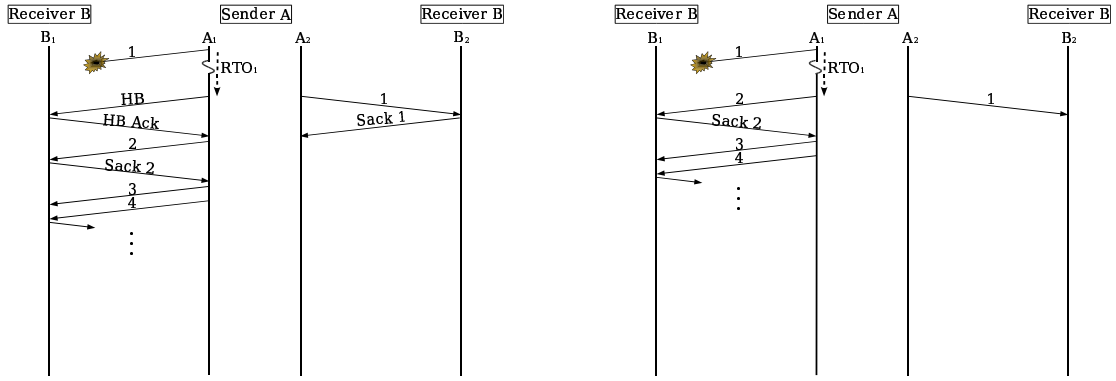 Receiver B Sender A Receiver B Receiver B Sender A Receiver B
B₁ A₁ A₂ B₂ B₁ A₁ A₂ B₂
1 1
RTO₁ RTO₁
HB 1 2 1
HB Ack Sack 1 Sack 2
2 3
Sack 2 4
3
4